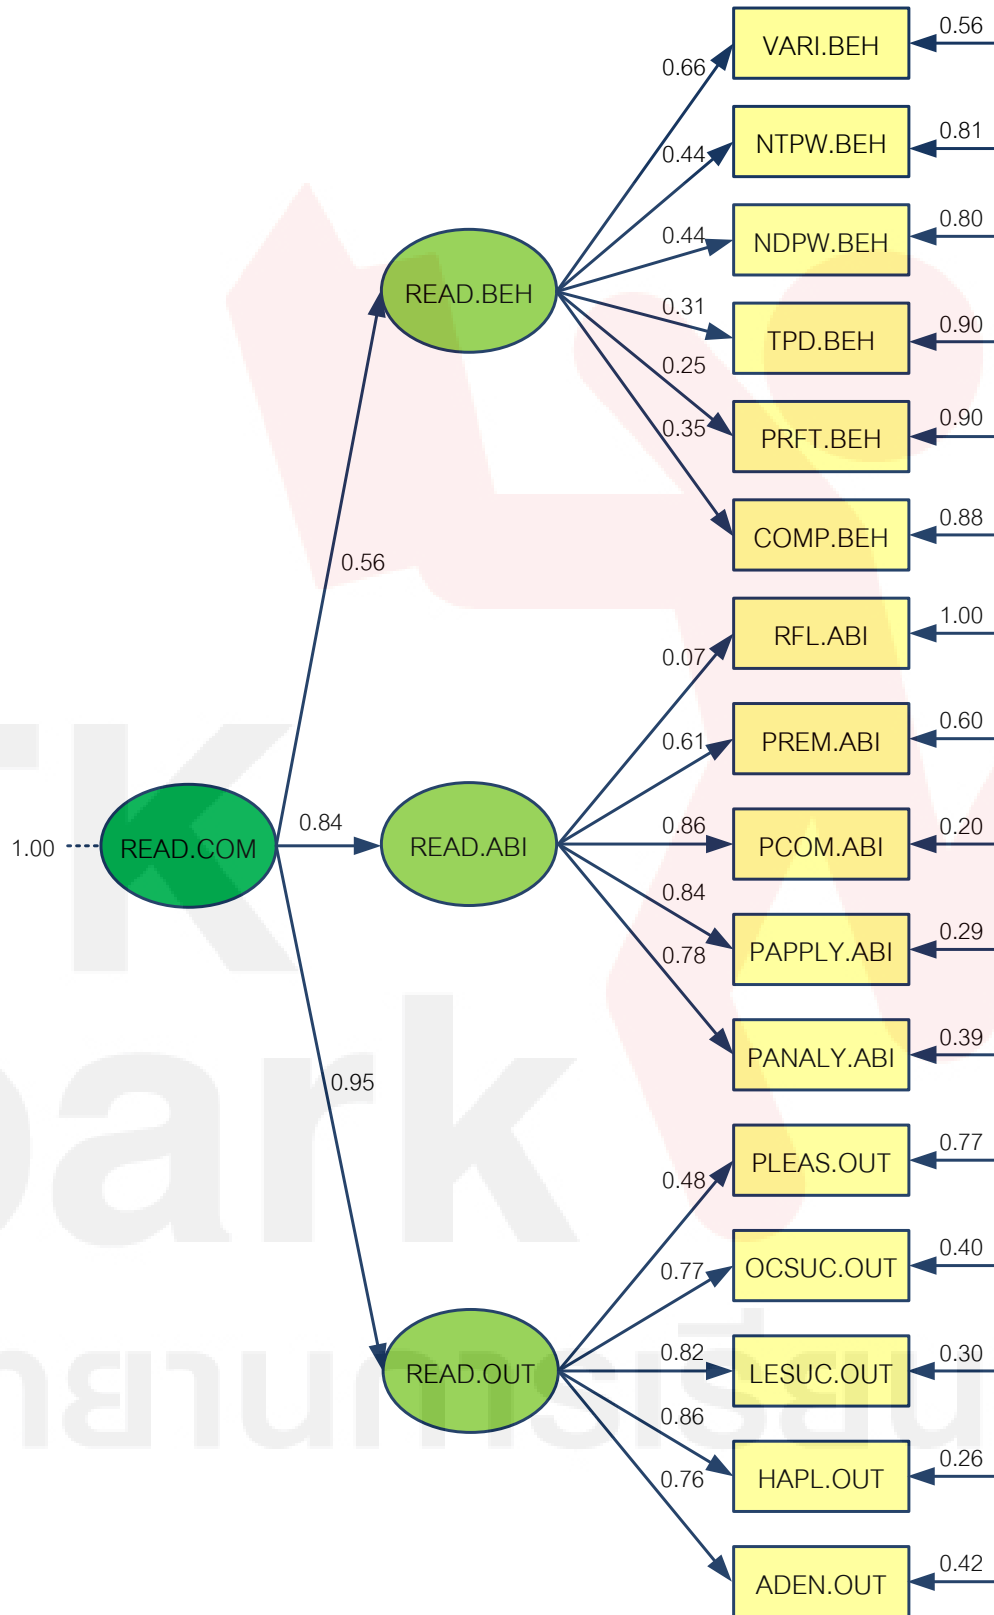 0.56
VARI.BEH
0.66
0.81
NTPW.BEH
0.44
0.80
NDPW.BEH
0.44
READ.BEH
0.31
0.90
TPD.BEH
0.25
0.90
PRFT.BEH
0.35
0.88
COMP.BEH
0.56
1.00
RFL.ABI
0.07
0.60
PREM.ABI
0.61
1.00
READ.COM
0.84
READ.ABI
0.86
0.20
PCOM.ABI
0.84
0.29
PAPPLY.ABI
0.78
0.39
PANALY.ABI
0.95
0.77
PLEAS.OUT
0.48
0.40
OCSUC.OUT
0.77
READ.OUT
0.82
0.30
LESUC.OUT
0.86
0.26
HAPL.OUT
0.76
0.42
ADEN.OUT
TK
park